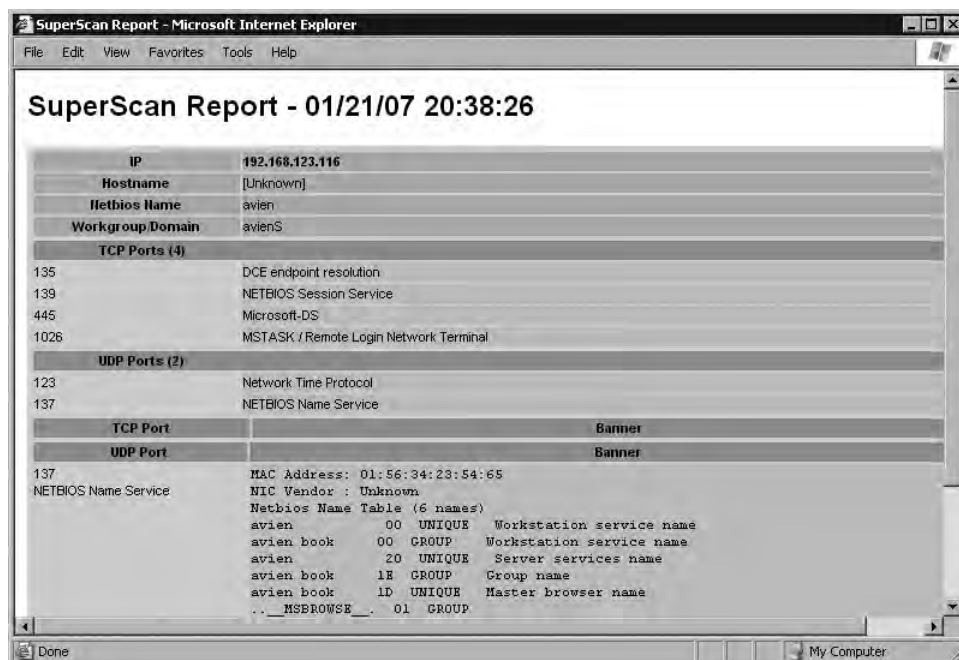 SuperScan Report - Microsoft Internet Explorer
File Edit View Favorites Tools Help
SuperScan Report - 01/21/07 20:38:26
IP 192.168.123.116
Hostname [Unknown]
Netbios Name avien
Workgroup/Domain avienS
TCP Ports (4)
135 DCE endpoint resolution
139 NETBIOS Session Service
445 Microsoft-DS
1026 MSTASK / Remote Login Network Terminal
UDP Ports (2)
123 Network Time Protocol
137 NETBIOS Name Service
TCP Port Banner
UDP Port Banner
137 MAC Address: 01:56:34:23:54:65
NETBIOS Name Service NIC Vendor : Unknown
Netbios Name Table (6 names)
avien 00 UNIQUE Workstation service name
avien book 00 GROUP Workstation service name
avien 20 UNIQUE Server services name
avien book 1E GROUP Group name
avien book 1D UNIQUE Master browser name
..__MSBROWSE__. 01 GROUP
Done My Computer